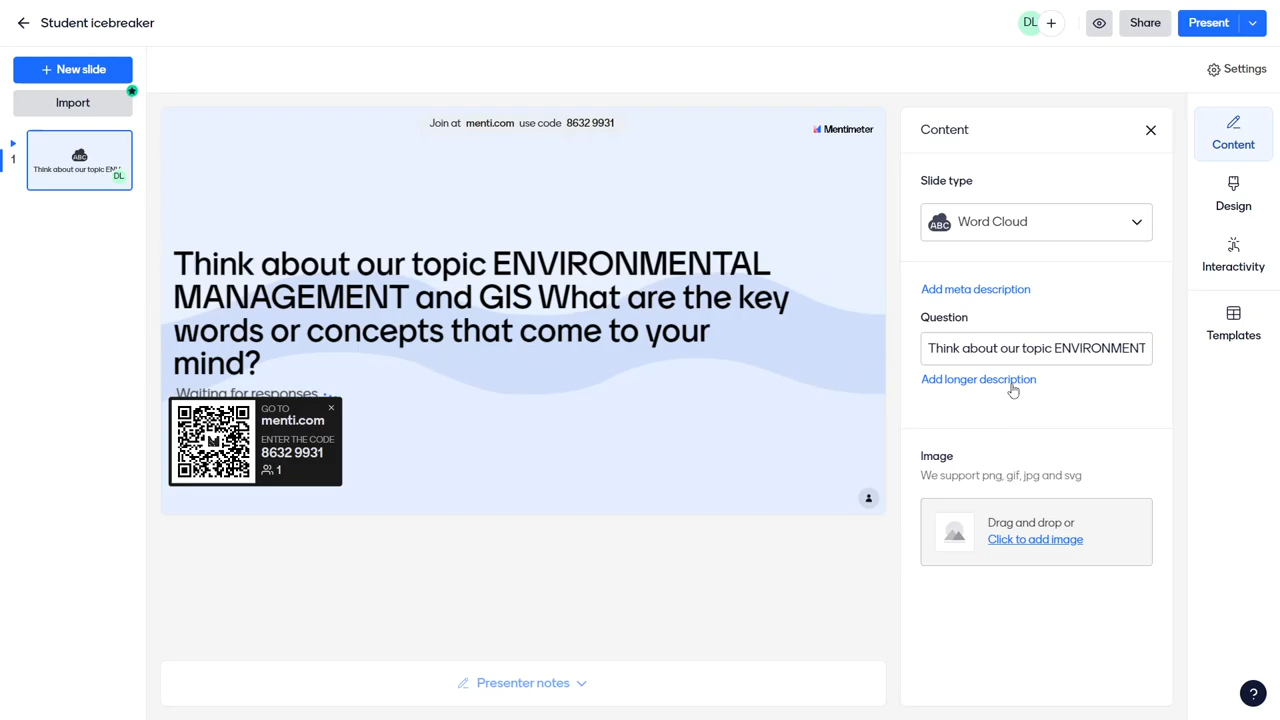 Student icebreaker
DL
Share
Present
New slide
Import
Settings
1
ABC
Think about our topic ENV
DL
Join at menti.com use code 8632 9931
Mentimeter
Think about our topic ENVIRONMENTAL
MANAGEMENT and GIS What are the key
words or concepts that come to your
mind?
Waiting for responses
GO TO
menti.com
ENTER THE CODE
8632 9931
1
Presenter notes
Content
Slide type
ABC
Word Cloud
Add meta description
Question
Think about our topic ENVIRONMENT
Add longer description
Image
We support png, gif, jpg and svg
Drag and drop or
Click to add image
Content
Design
Interactivity
Templates
?